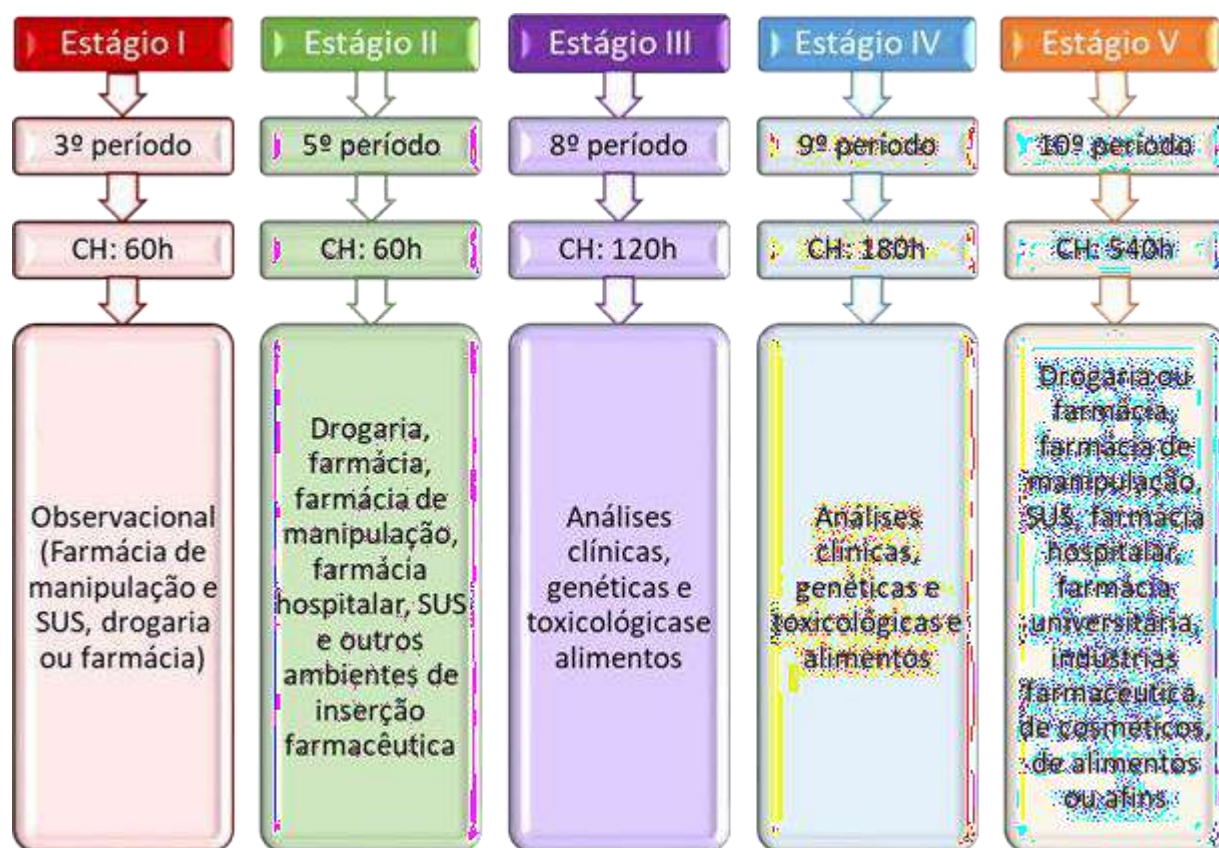 Estágio I
3º período
CH: 60h
Observacional
(Farmácia de
manipulação e
SUS, drogaria
ou farmácia)
Estágio II
5º período
CH: 60h
Drogaria,
farmácia,
farmácia de
manipulação,
farmácia
hospitalar, SUS
e outros
ambientes de
inserção
farmacêutica
Estágio III
8º período
CH: 120h
Análises
clínicas,
genéticas e
toxicológicase
alimentos
Estágio IV
9º período
CH: 180h
Análises
clínicas,
genéticas e
toxicológicas e
alimentos
Estágio V
10º período
CH: 540h
Drogaria ou
farmácia,
farmácia de
manipulação,
SUS, farmácia
hospitalar,
farmácia
universitária,
indústrias
farmacêutica,
de cosméticos,
de alimentos
ou afins